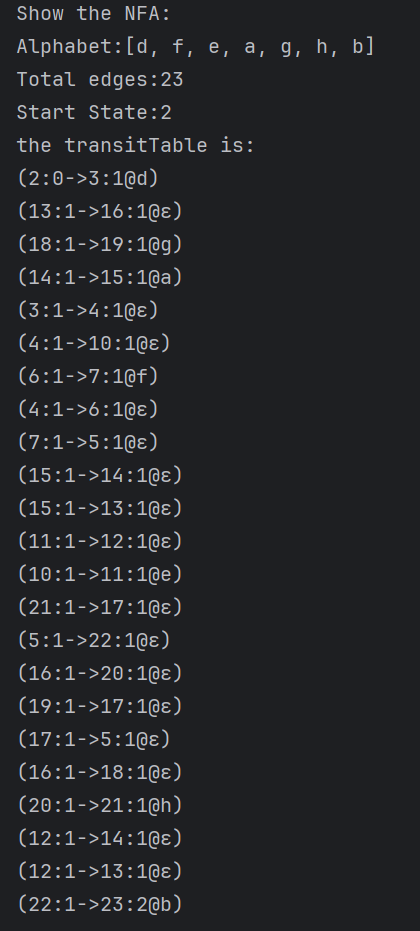 Show the NFA:
Alphabet:[d, f, e, a, g, h, b]
Total edges:23
Start State:2
the transitTable is:
(2:0->3:1@d)
(13:1->16:1@ε)
(18:1->19:1@g)
(14:1->15:1@a)
(3:1->4:1@ε)
(4:1->10:1@ε)
(6:1->7:1@f)
(4:1->6:1@ε)
(7:1->5:1@ε)
(15:1->14:1@ε)
(15:1->13:1@ε)
(11:1->12:1@ε)
(10:1->11:1@e)
(21:1->17:1@ε)
(5:1->22:1@ε)
(16:1->20:1@ε)
(19:1->17:1@ε)
(17:1->5:1@ε)
(16:1->18:1@ε)
(20:1->21:1@h)
(12:1->14:1@ε)
(12:1->13:1@ε)
(22:1->23:2@b)